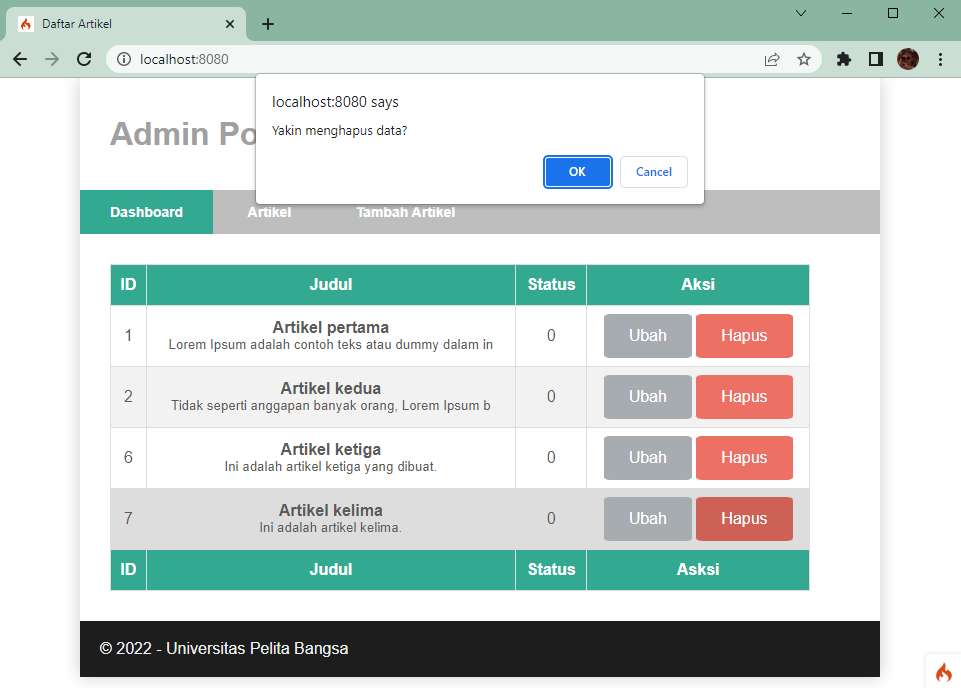 Daftar Artikel
localhost:8080
localhost:8080 says
Yakin menghapus data?
OK Cancel
Admin Po
Dashboard Artikel Tambah Artikel
ID Judul Status Aksi
1 Artikel pertama 0 Ubah Hapus
Lorem Ipsum adalah contoh teks atau dummy dalam in
2 Artikel kedua 0 Ubah Hapus
Tidak seperti anggapan banyak orang, Lorem Ipsum b
6 Artikel ketiga 0 Ubah Hapus
Ini adalah artikel ketiga yang dibuat.
7 Artikel kelima 0 Ubah Hapus
Ini adalah artikel kelima.
ID Judul Status Asksi
© 2022 - Universitas Pelita Bangsa